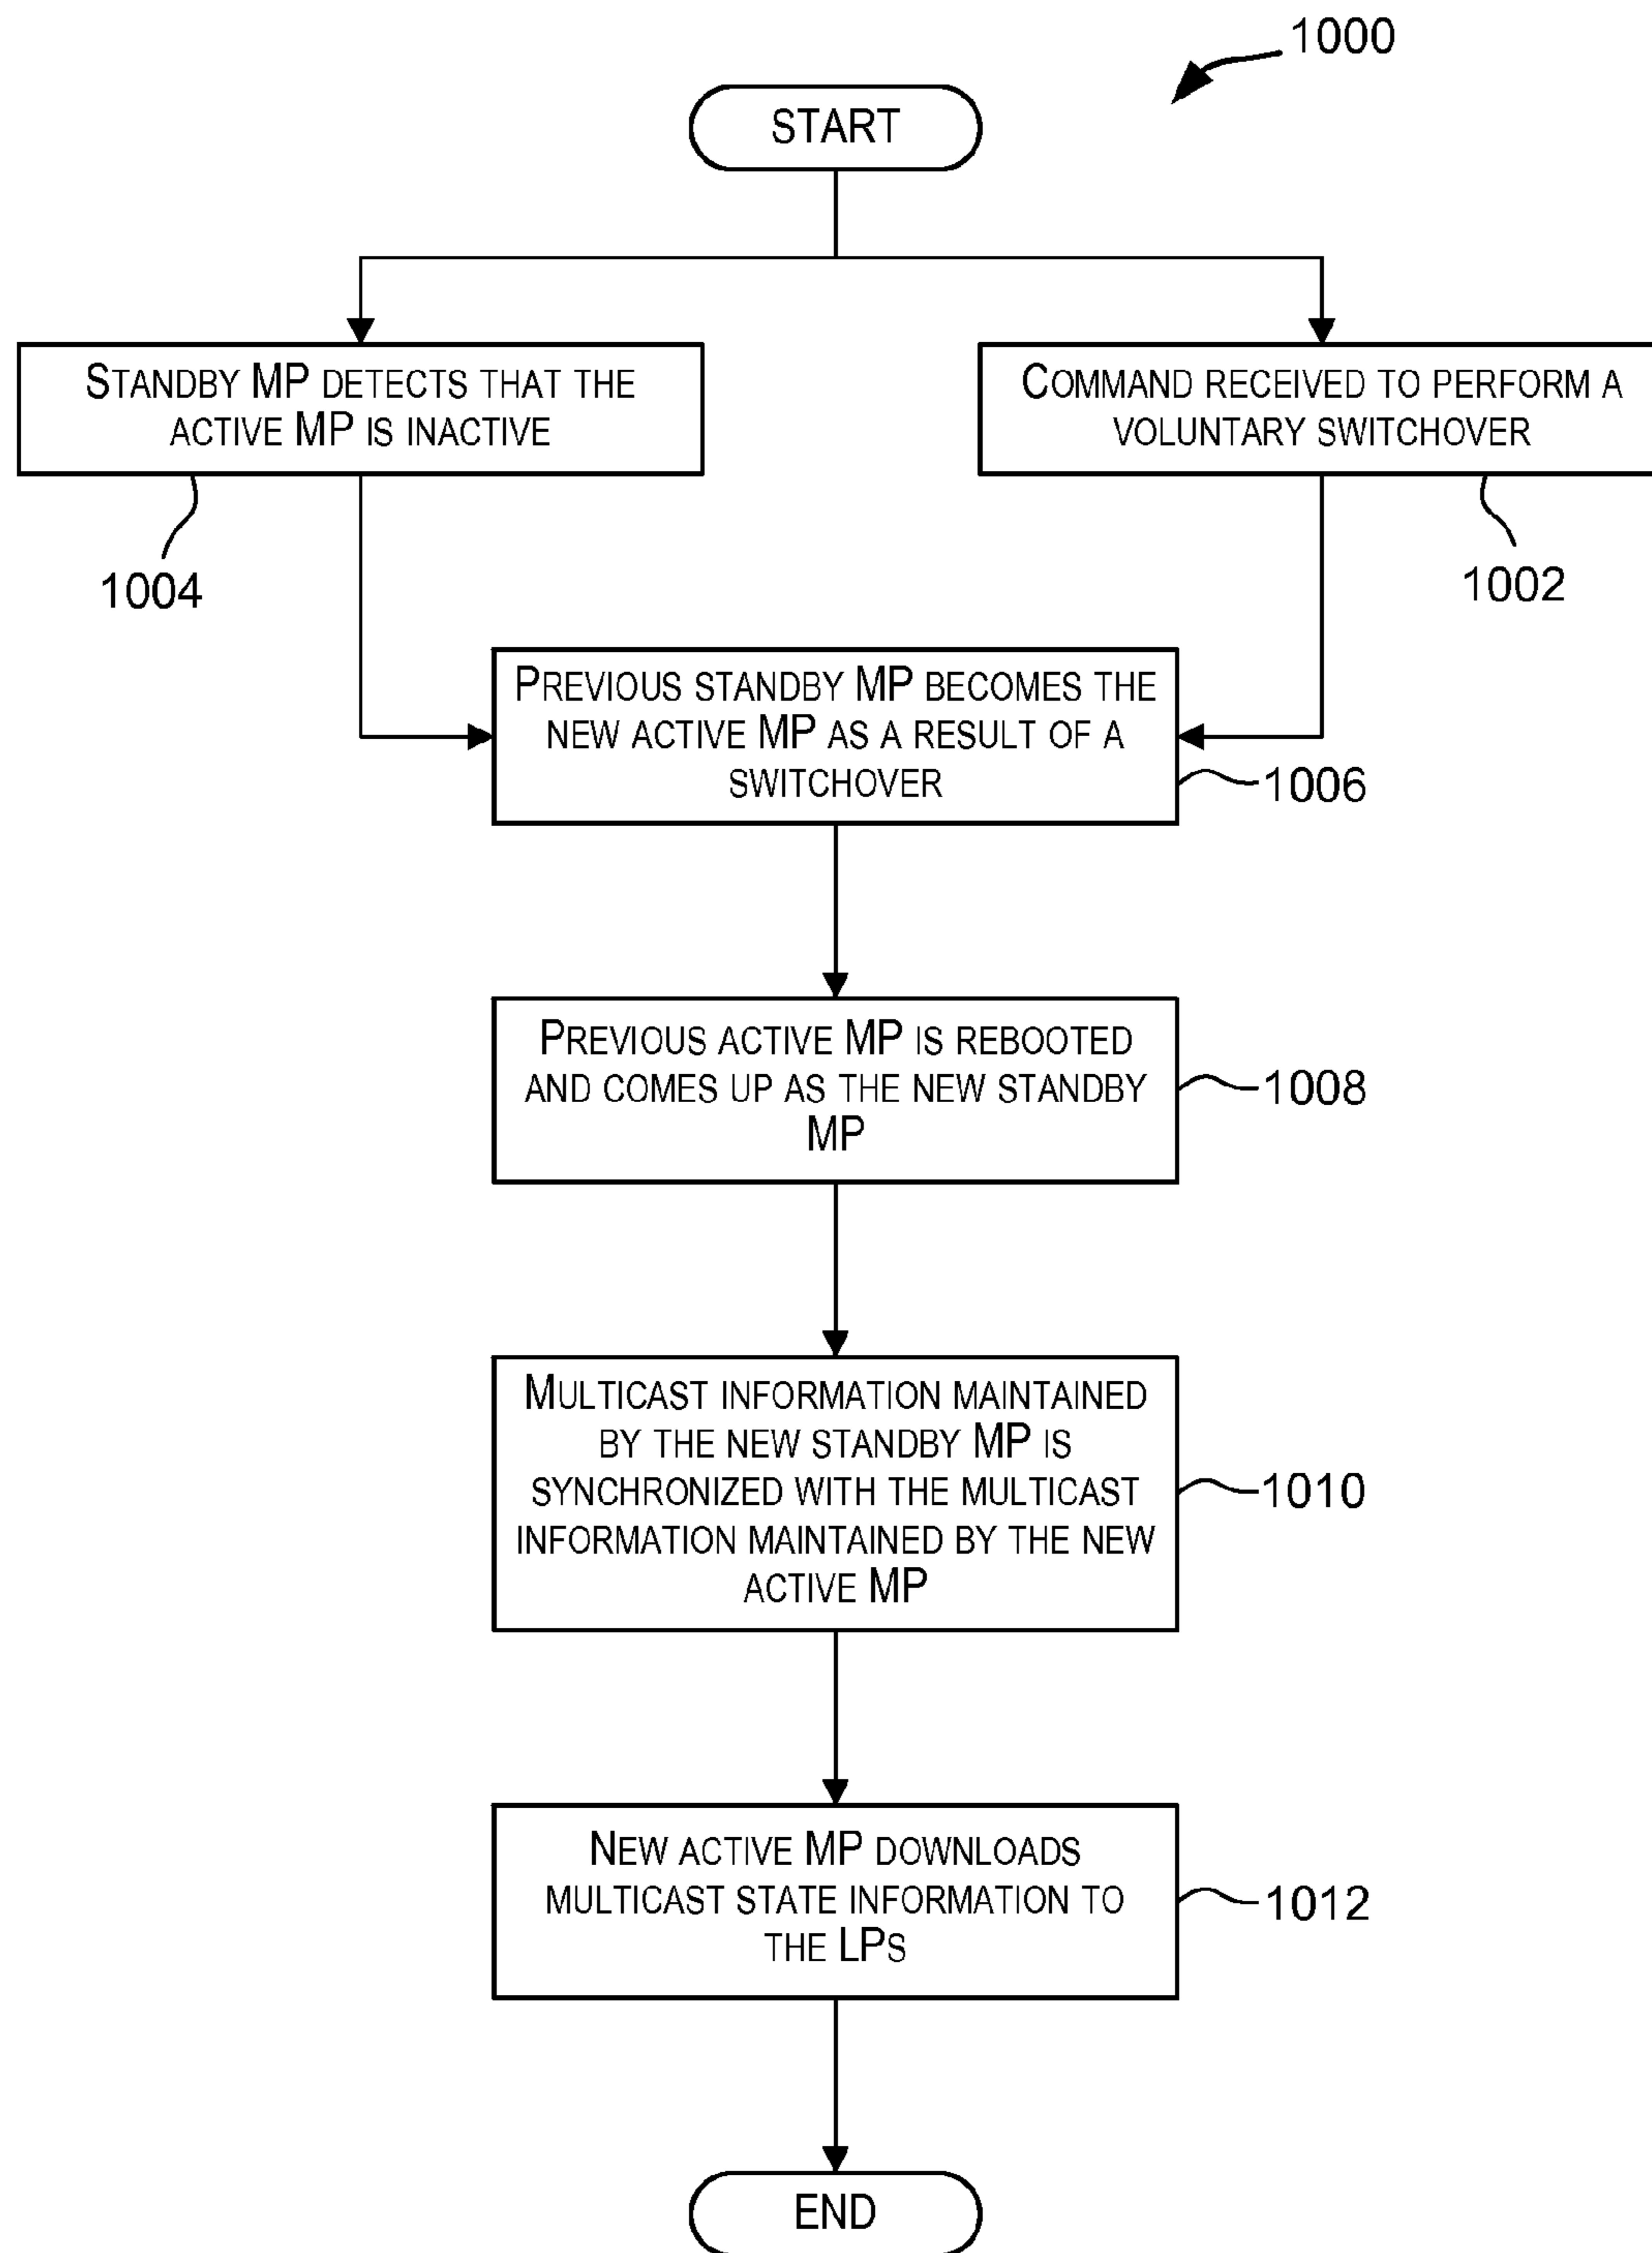 1000
START
STANDBY MP DETECTS THAT THE
ACTIVE MP IS INACTIVE
COMMAND RECEIVED TO PERFORM A
VOLUNTARY SWITCHOVER
1004
1002
PREVIOUS STANDBY MP BECOMES THE
NEW ACTIVE MP AS A RESULT OF A
SWITCHOVER
1006
PREVIOUS ACTIVE MP IS REBOOTED
AND COMES UP AS THE NEW STANDBY
MP
1008
MULTICAST INFORMATION MAINTAINED
BY THE NEW STANDBY MP IS
SYNCHRONIZED WITH THE MULTICAST
INFORMATION MAINTAINED BY THE NEW
ACTIVE MP
1010
NEW ACTIVE MP DOWNLOADS
MULTICAST STATE INFORMATION TO
THE LPS
1012
END